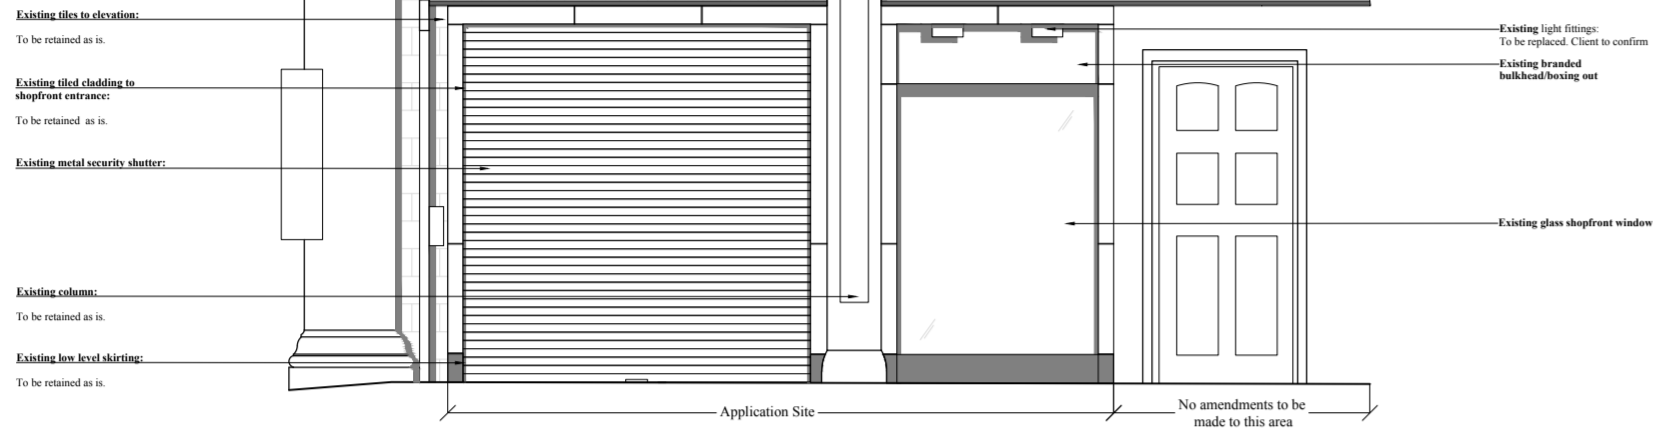 Existing tiles to elevation:
To be retained as is.
Existing tiled cladding to
shopfront entrance:
To be retained as is.
Existing metal security shutter:
Existing column:
To be retained as is.
Existing low level skirting:
To be retained as is.
Existing light fittings:
To be replaced. Client to confirm
Existing branded
bulkhead/boxing out
Existing glass shopfront window
Application Site
No amendments to be
made to this area